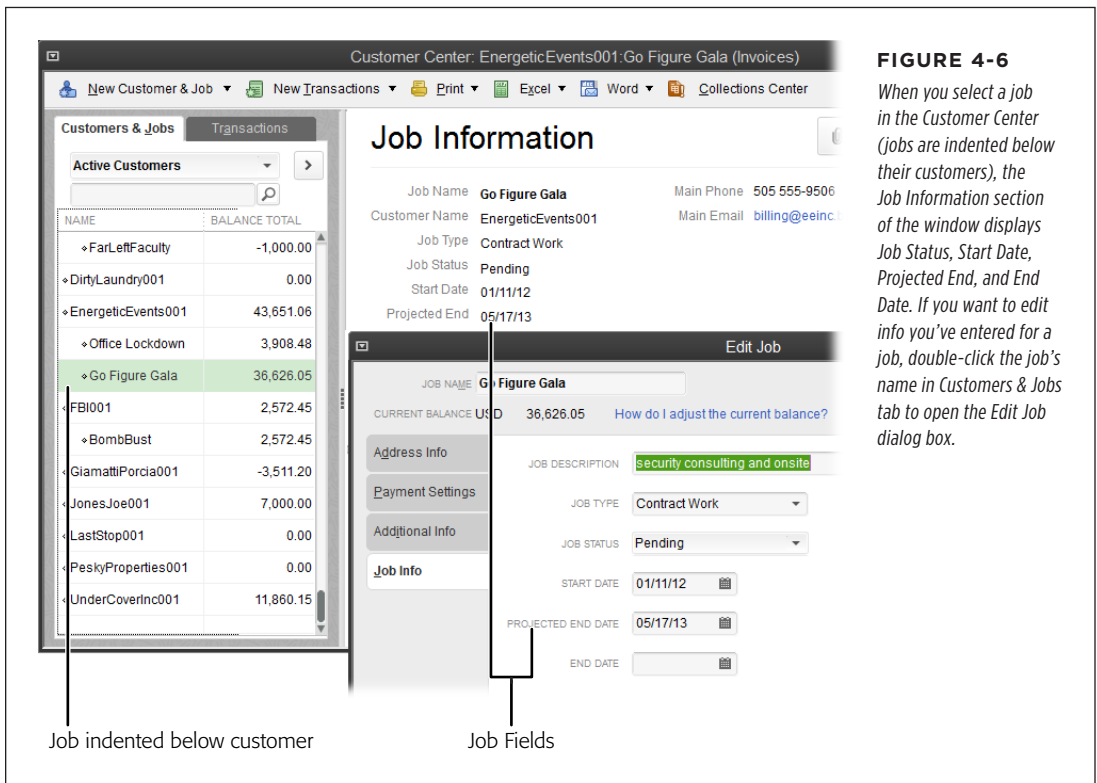 Customer Center: EnergeticEvents001:Go Figure Gala (Invoices)
New Customer & Job New Transactions Print Excel Word Collections Center
Customers & Jobs Transactions
Active Customers
NAME BALANCE TOTAL
FarLeftFaculty -1,000.00
DirtyLaundry001 0.00
EnergeticEvents001 43,651.06
Office Lockdown 3,908.48
Go Figure Gala 36,626.05
FBI001 2,572.45
BombBust 2,572.45
GiamattiPorcia001 -3,511.20
JonesJoe001 7,000.00
LastStop001 0.00
PeskyProperties001 0.00
UnderCoverInc001 11,860.15
Job Information
Job Name Go Figure Gala Main Phone 505 555-9506
Customer Name EnergeticEvents001 Main Email billing@eeinc.
Job Type Contract Work
Job Status Pending
Start Date 01/11/12
Projected End 05/17/13
Edit Job
JOB NAME Go Figure Gala
CURRENT BALANCE USD 36,626.05 How do I adjust the current balance?
Address Info
Payment Settings
Additional Info
Job Info
JOB DESCRIPTION security consulting and onsite
JOB TYPE Contract Work
JOB STATUS Pending
START DATE 01/11/12
PROJECTED END DATE 05/17/13
END DATE
Job indented below customer
Job Fields
FIGURE 4-6
When you select a job
in the Customer Center
(jobs are indented below
their customers), the
Job Information section
of the window displays
Job Status, Start Date,
Projected End, and End
Date. If you want to edit
info you've entered for a
job, double-click the job's
name in Customers & Jobs
tab to open the Edit Job
dialog box.